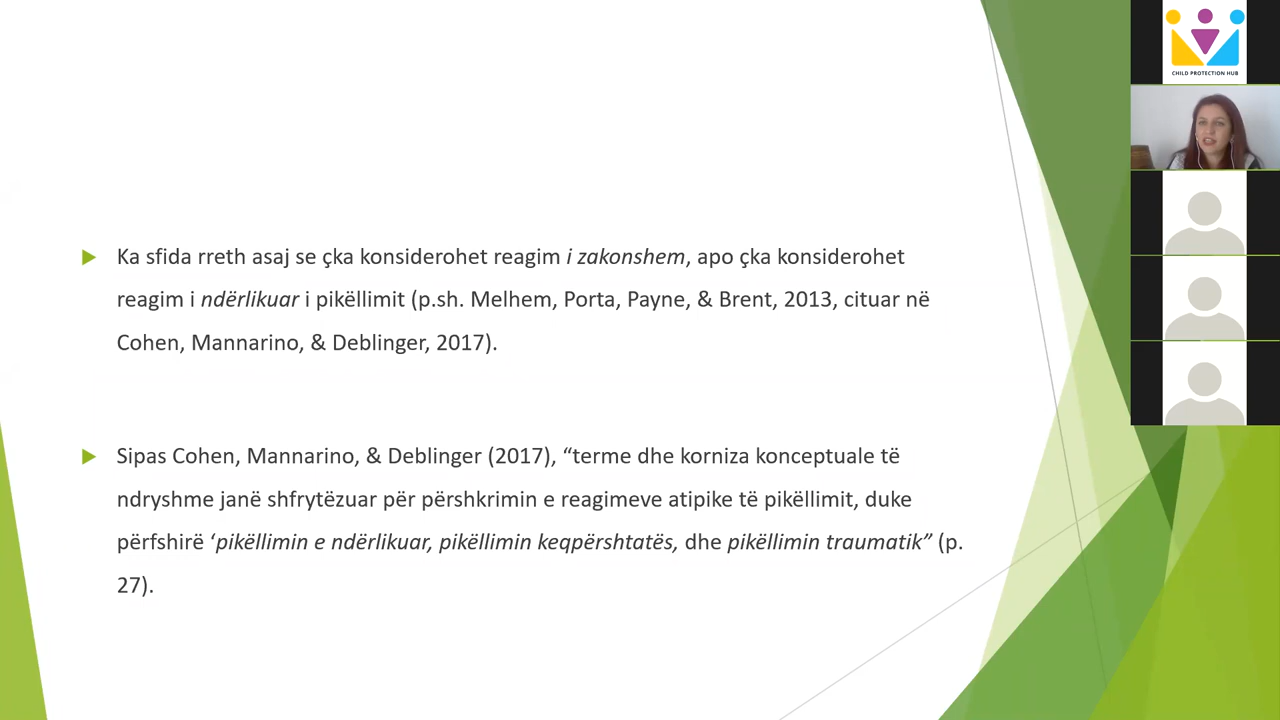 Ka sfida rreth asaj se çka konsiderohet reagim i zakonshem, apo çka konsiderohet
reagim i ndërlikuar i pikëllimit (p.sh. Melhem, Porta, Payne, & Brent, 2013, cituar në
Cohen, Mannarino, & Deblinger, 2017).
Sipas Cohen, Mannarino, & Deblinger (2017), “terme dhe korniza konceptuale të
ndryshme janë shfrytëzuar për përshkrimin e reagimeve atipike të pikëllimit, duke
përfshirë ‘pikëllimin e ndërlikuar, pikëllimin keqpërshtatës, dhe pikëllimin traumatik” (p.
27).
CHILD PROTECTION HUB